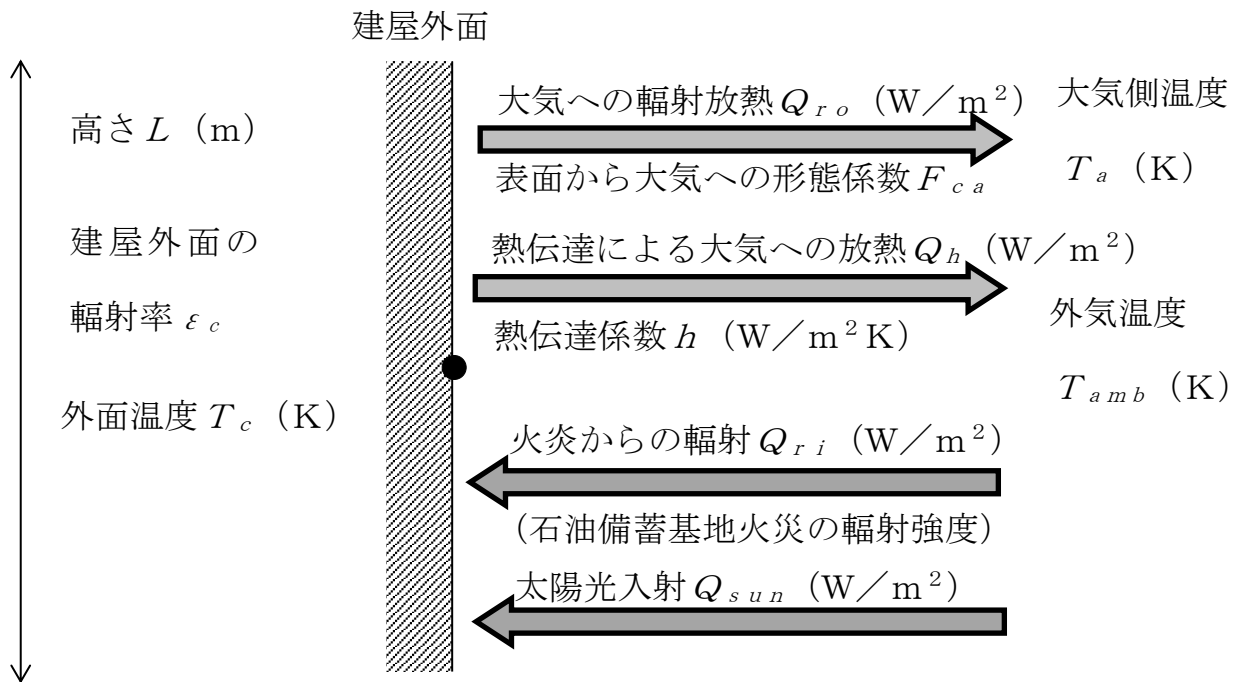 建屋外面
高さL(m)
建屋外面の
輻射率 εc
外面温度Tc(K)
大気への輻射放熱Qro(W/m2)
表面から大気への形態係数Fca
熱伝達による大気への放熱Qh(W/m2)
熱伝達係数h(W/m2K)
火炎からの輻射Qri(W/m2)
(石油備蓄基地火災の輻射強度)
太陽光入射Qsun(W/m2)
大気側温度
Ta(K)
外気温度
Tamb(K)